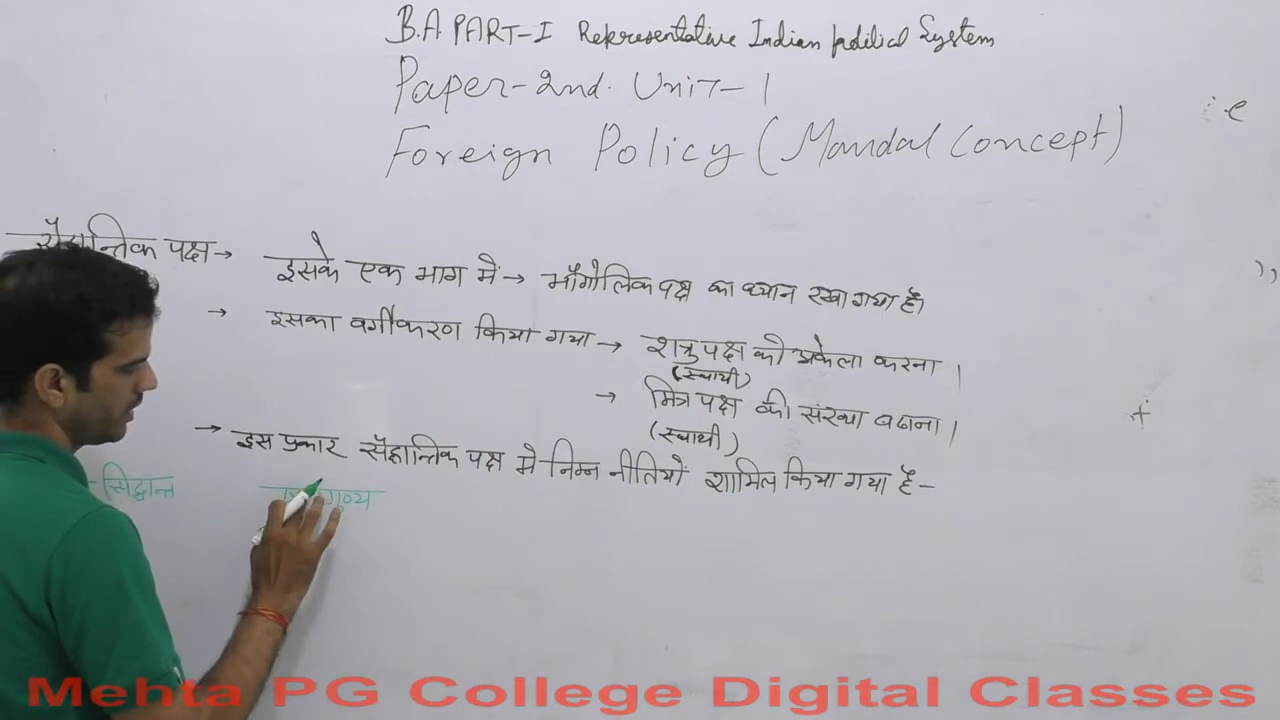 B.A PART-I Representative Indian Political System
Paper-2nd. Unit-1
Foreign Policy (Mandal Concept)
सैद्धान्तिक पक्ष → इसके एक भाग में → भौगोलिक पक्ष का ध्यान रखा गया है।
→ इसका वर्गीकरण किया गया → शत्रु पक्ष को अकेला करना।
(स्थायी)
→ मित्र पक्ष की संख्या बढाना।
(स्थायी)
→ इस प्रकार सैद्धान्तिक पक्ष मे निम्न नीतियों शामिल किया गया है-
- सिद्धान्त
Mehta PG College Digital Classes